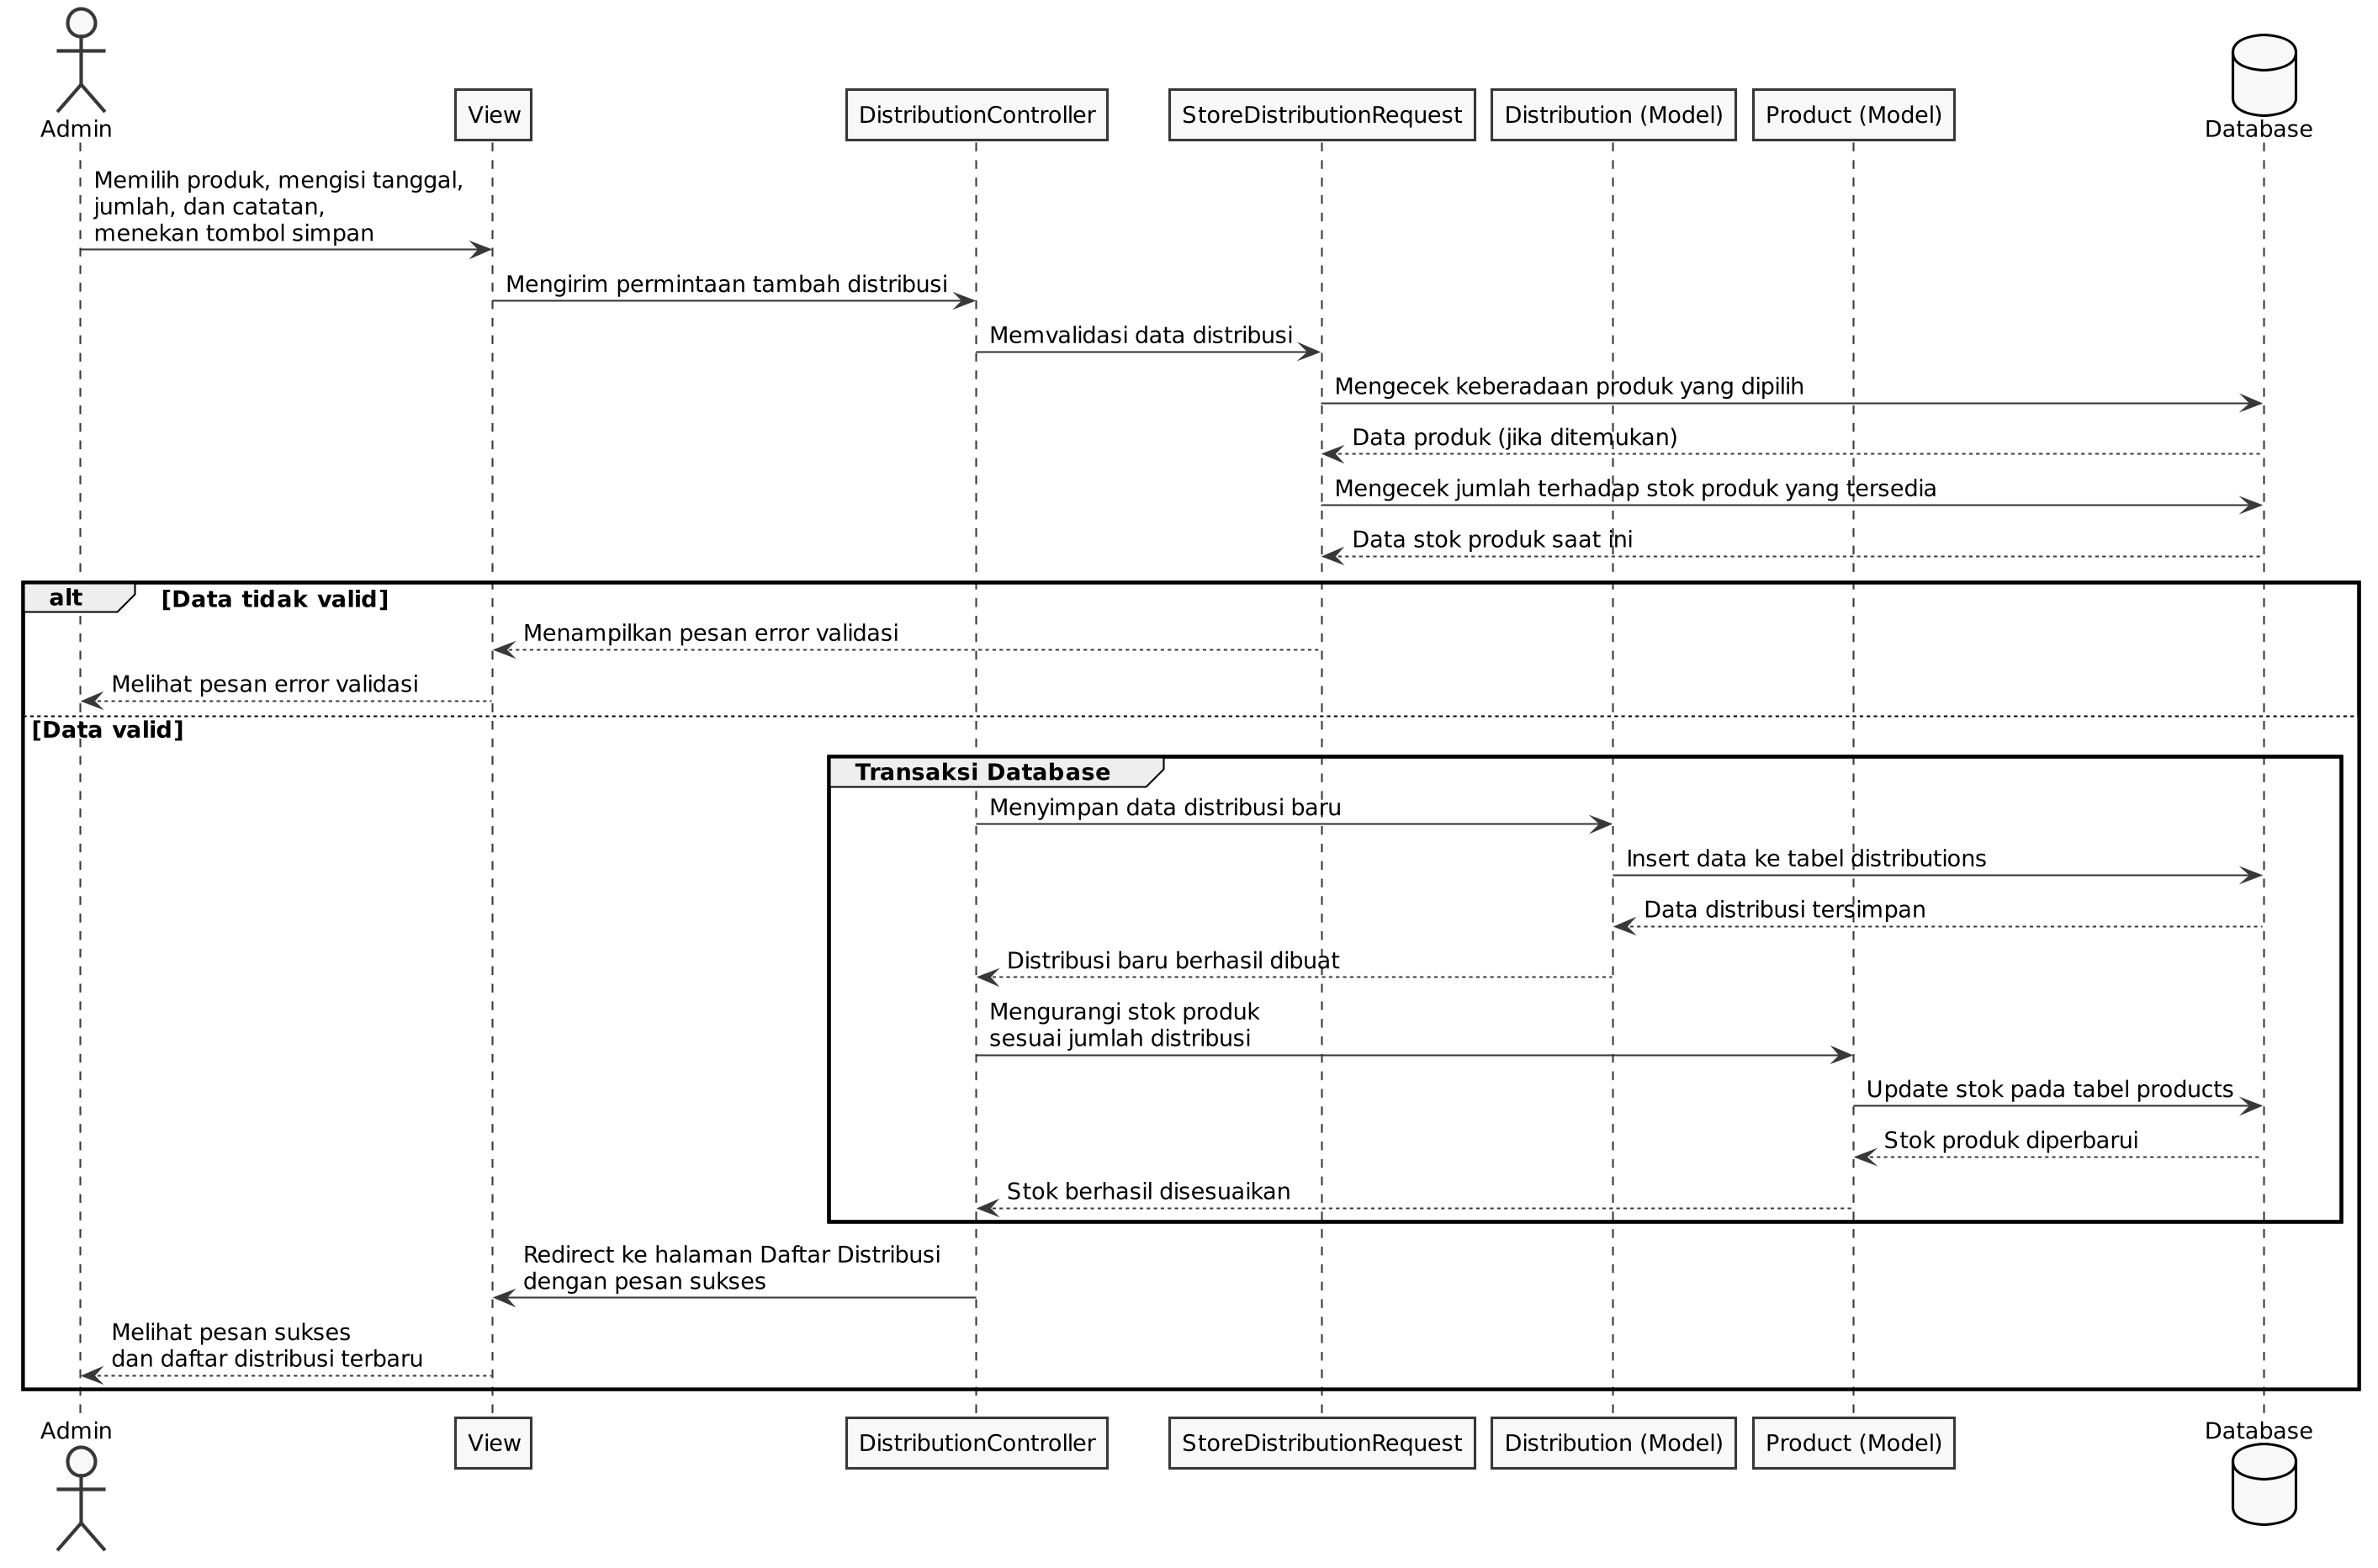 Admin
View
DistributionController
StoreDistributionRequest
Distribution (Model)
Product (Model)
Database
Memilih produk, mengisi tanggal,
jumlah, dan catatan,
menekan tombol simpan
Mengirim permintaan tambah distribusi
Memvalidasi data distribusi
Mengecek keberadaan produk yang dipilih
Data produk (jika ditemukan)
Mengecek jumlah terhadap stok produk yang tersedia
Data stok produk saat ini
alt
[Data tidak valid]
Menampilkan pesan error validasi
Melihat pesan error validasi
[Data valid]
Transaksi Database
Menyimpan data distribusi baru
Insert data ke tabel distributions
Data distribusi tersimpan
Distribusi baru berhasil dibuat
Mengurangi stok produk
sesuai jumlah distribusi
Update stok pada tabel products
Stok produk diperbarui
Stok berhasil disesuaikan
Redirect ke halaman Daftar Distribusi
dengan pesan sukses
Melihat pesan sukses
dan daftar distribusi terbaru
Admin
View
DistributionController
StoreDistributionRequest
Distribution (Model)
Product (Model)
Database